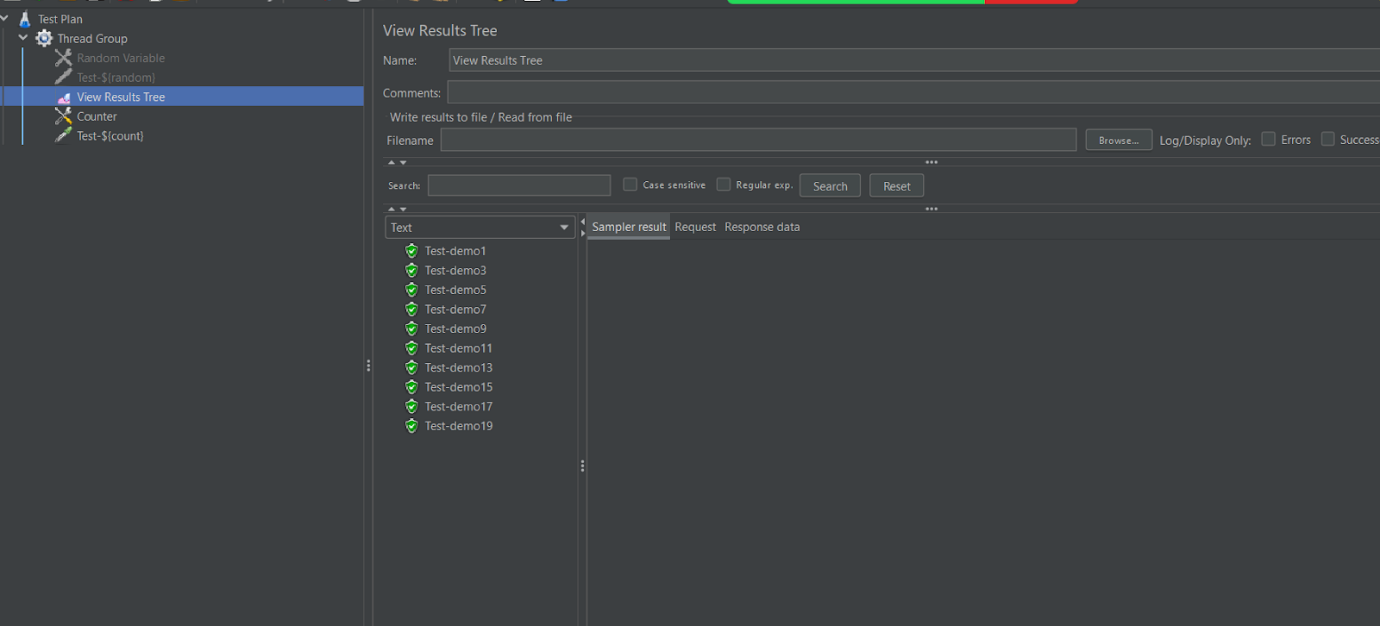 Test Plan
Thread Group
Random Variable
Test-${random}
View Results Tree
Counter
Test-${count}
View Results Tree
Name: View Results Tree
Comments:
Write results to file / Read from file
Filename Browse... Log/Display Only: Errors Success
Search: Case sensitive Regular exp. Search Reset
Text Sampler result Request Response data
Test-demo1
Test-demo3
Test-demo5
Test-demo7
Test-demo9
Test-demo11
Test-demo13
Test-demo15
Test-demo17
Test-demo19